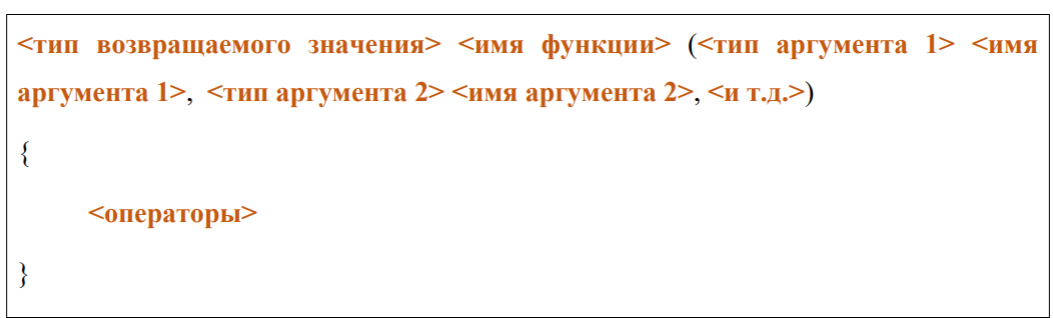 <тип возвращаемого значения> <имя функции> (<тип аргумента 1> <имя
аргумента 1>, <тип аргумента 2> <имя аргумента 2>, <и т.д.>)
{
<операторы>
}